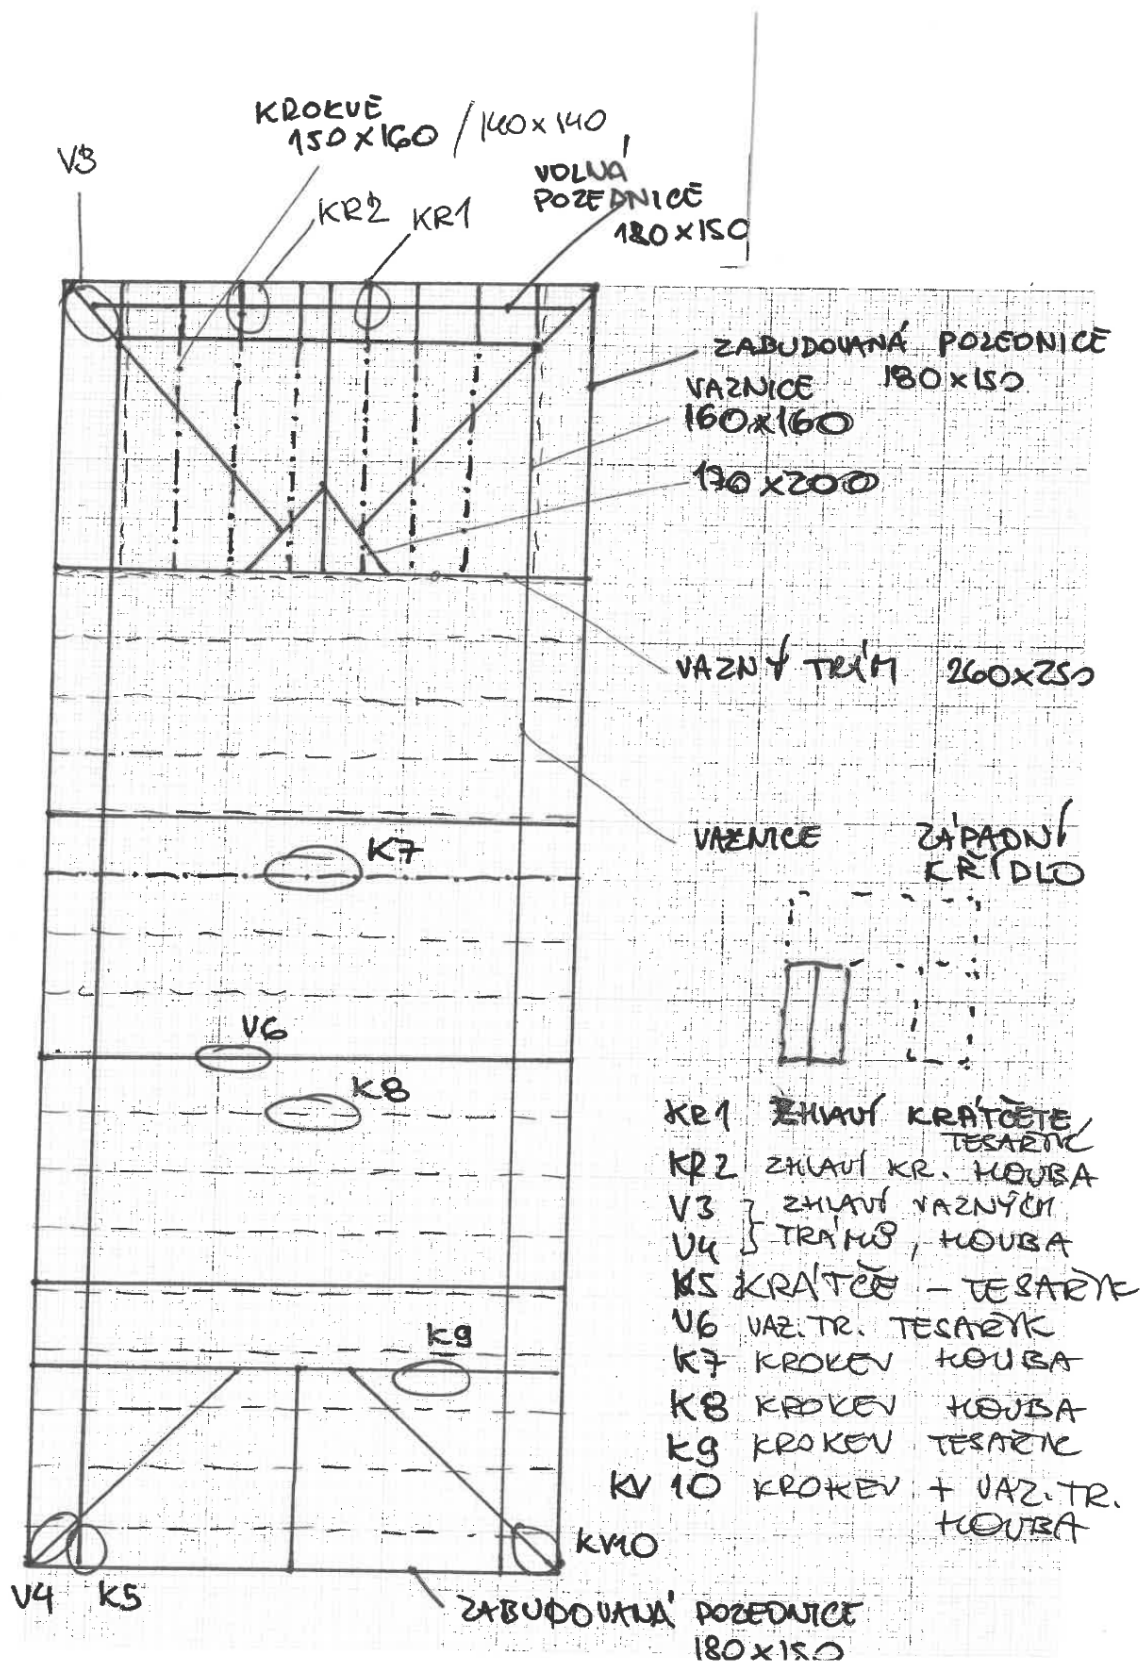 KROKVE
150x160 / 140x140
V3
VOLNÁ
POZEDNICE
180x150
KR2
KR1
ZABUDOVANÁ POZEDNICE
180x150
VAZNICE
160x160
170x200
VAZNÝ TRÁM 260x250
VAZNICE
ZÁPADNÍ
KŘÍDLO
K7
V6
K8
K9
KR1 ZHLAVÍ KRÁTČETE
TESAŘÍK
KR2 ZHLAVÍ KR. HOUBA
V3 } ZHLAVÍ VAZNÝCH
V4 } TRÁMŮ, HOUBA
K5 KRÁTČE – TESAŘÍK
V6 VAZ.TR. TESAŘÍK
K7 KROKEV HOUBA
K8 KROKEV HOUBA
K9 KROKEV TESAŘÍK
KV 10 KROKEV + VAZ.TR.
HOUBA
KV10
V4 K5
ZABUDOVANÁ POZEDNICE
180x150